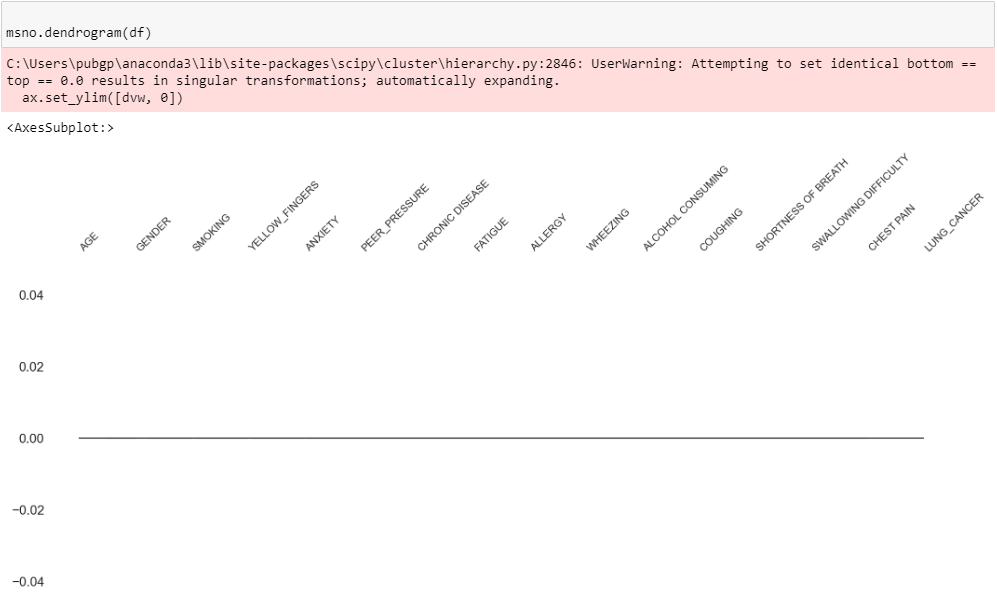 msno.dendrogram(df)
C:\Users\pubgp\anaconda3\lib\site-packages\scipy\cluster\hierarchy.py:2846: UserWarning: Attempting to set identical bottom ==
top == 0.0 results in singular transformations; automatically expanding.
ax.set_ylim([dvw, 0])
<AxesSubplot:>
AGE
GENDER
SMOKING
YELLOW_FINGERS
ANXIETY
PEER_PRESSURE
CHRONIC DISEASE
FATIGUE
ALLERGY
WHEEZING
ALCOHOL CONSUMING
COUGHING
SHORTNESS OF BREATH
SWALLOWING DIFFICULTY
CHEST PAIN
LUNG_CANCER
0.04
0.02
0.00
−0.02
−0.04